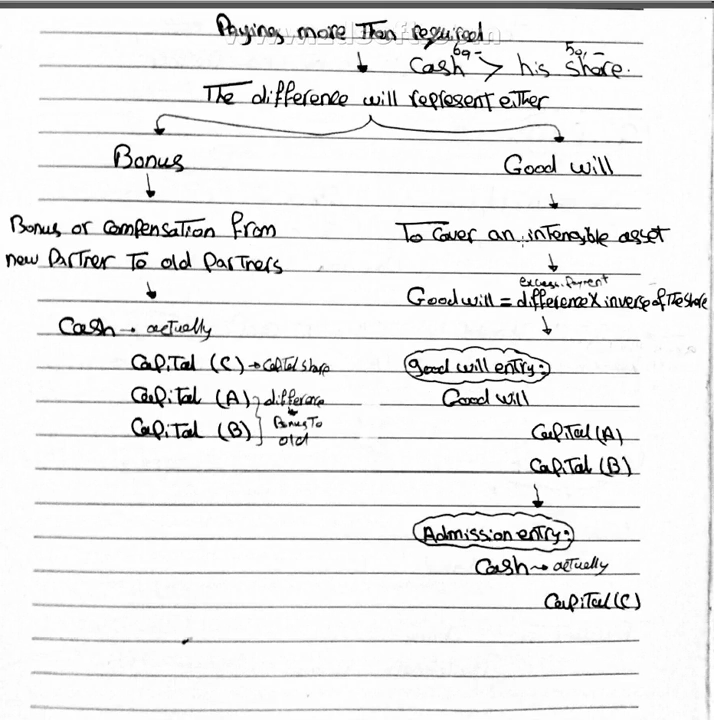 Paying more Than required
Cash 60,- > his share. 50,-
The difference will represent either
Bonus
Bonus or compensation from
new Partner To old Partners
Cash → actually
Capital (C) → Capital share
Capital (A) } difference
Capital (B) } Bonus To
old
Good will
To Cover an intengible asset
excess Payment
Goodwill = difference X inverse of The share
Good will entry:
Good will
Capital (A)
Capital (B)
Admission entry:
Cash → actually
Capital (C)